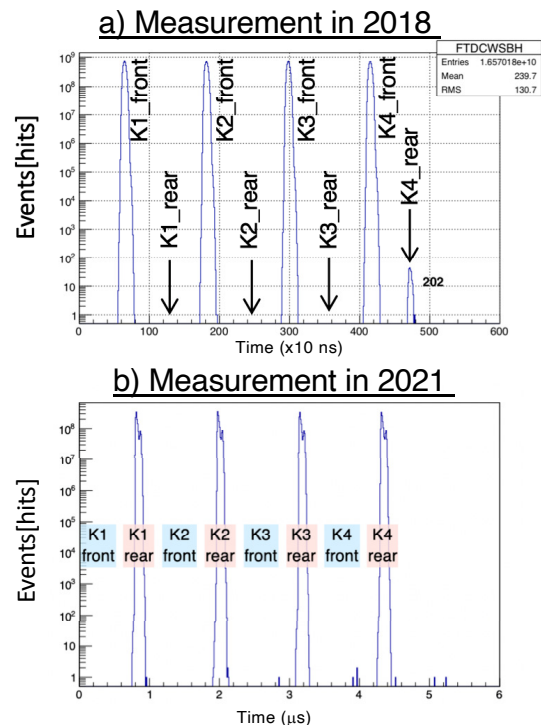 a) Measurement in 2018
FTDCWSBH
Entries 1.657018e+10
Mean 239.7
RMS 130.7
10⁹
10⁸
10⁷
10⁶
10⁵
10⁴
10³
10²
10
1
Events[hits]
K1_front
K1_rear
K2_front
K2_rear
K3_front
K3_rear
K4_front
K4_rear
202
0 100 200 300 400 500 600
Time (x10 ns)
b) Measurement in 2021
10⁸
10⁷
10⁶
10⁵
10⁴
10³
10²
10
1
Events[hits]
K1 K1 K2 K2 K3 K3 K4 K4
front rear front rear front rear front rear
0 1 2 3 4 5 6
Time (μs)